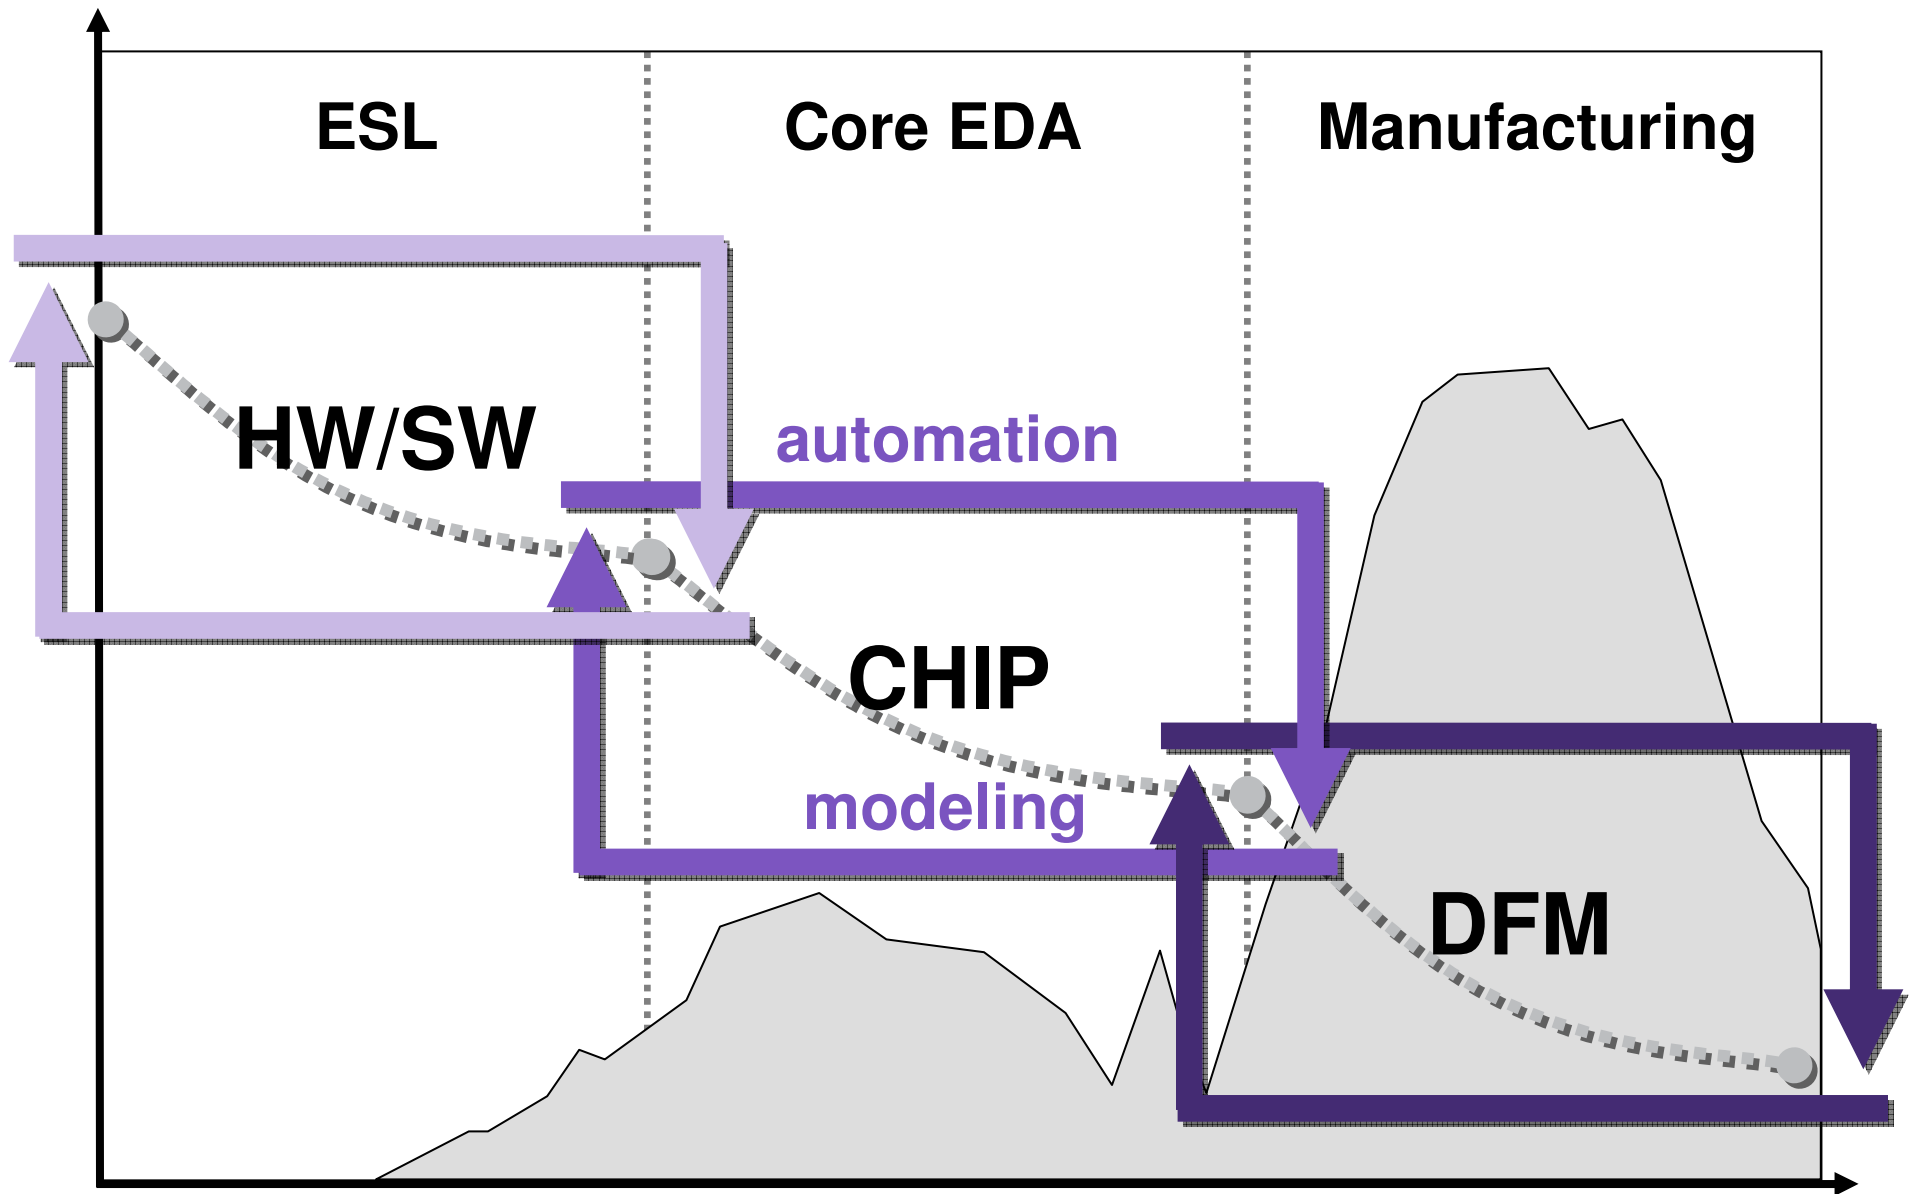 ESL
Core EDA
Manufacturing
HW/SW
automation
CHIP
modeling
DFM